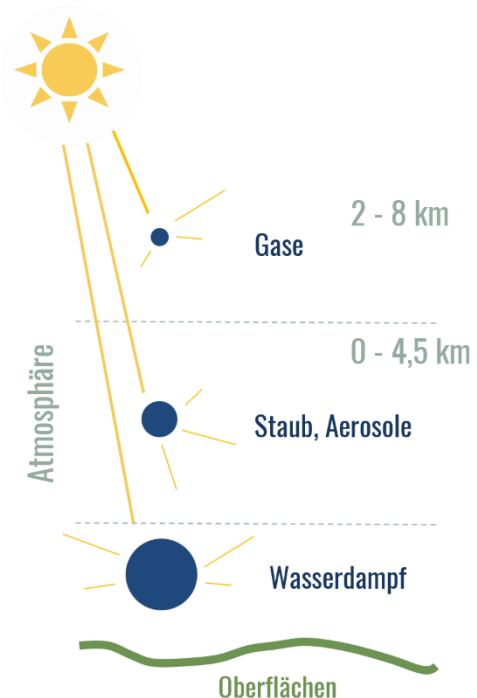 2 - 8 km
Gase
0 - 4,5 km
Atmosphäre
Staub, Aerosole
Wasserdampf
Oberflächen